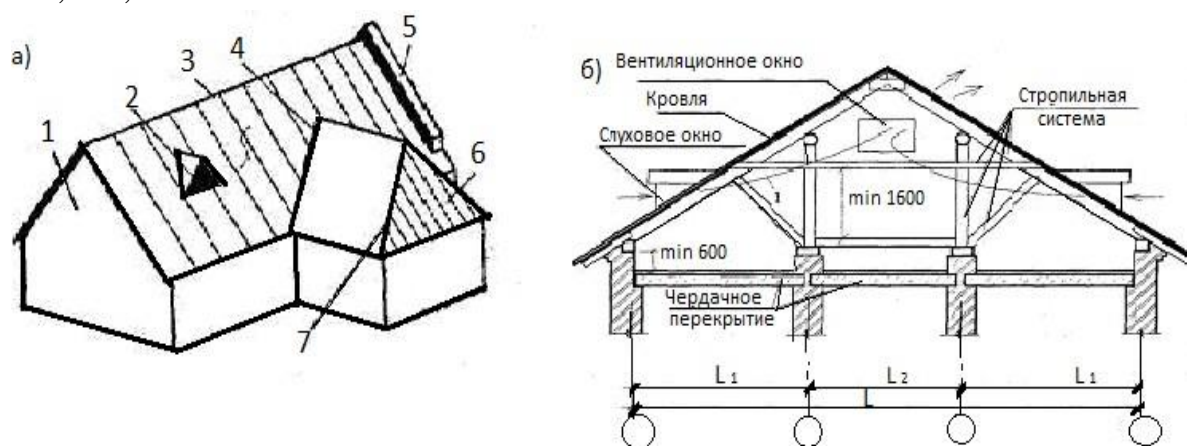 а)
1
2
3
4
5
6
7
б)
Вентиляционное окно
Кровля
Слуховое окно
Стропильная
система
min 1600
min 600
Чердачное
перекрытие
L 1
L 2
L 1
L